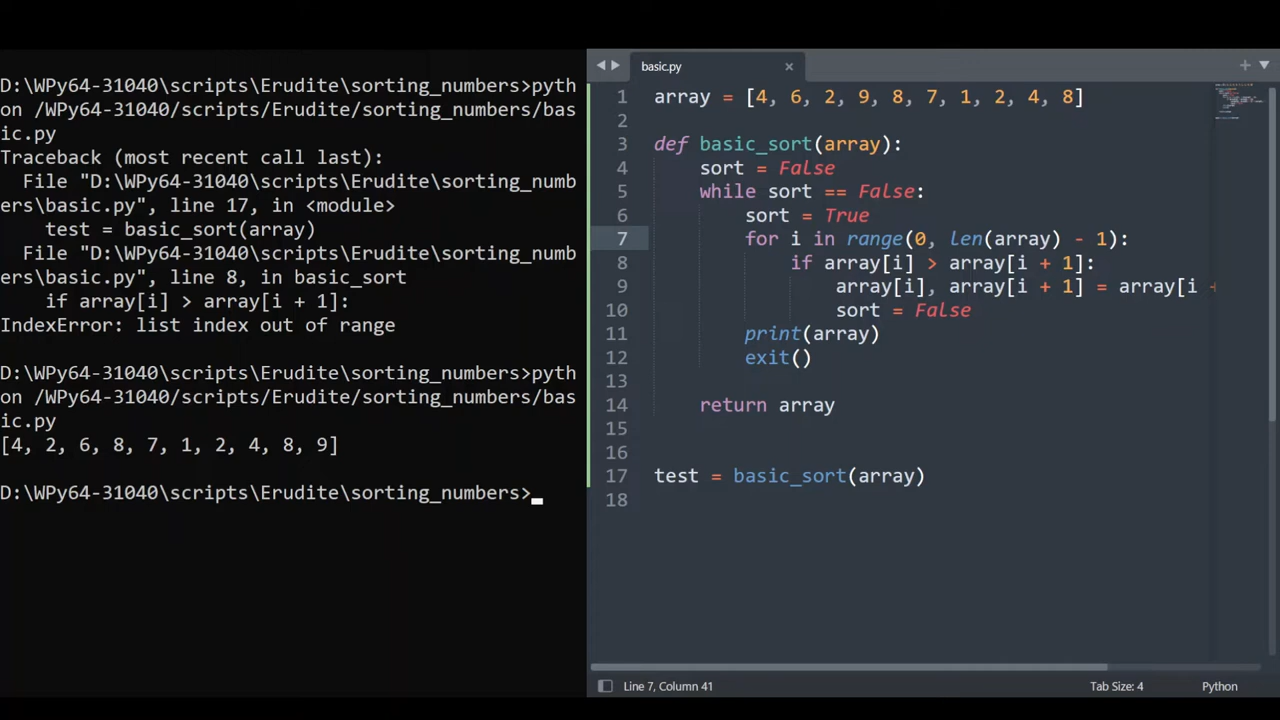 D:\WPy64-31040\scripts\Erudite\sorting_numbers>pyth
on /WPy64-31040/scripts/Erudite/sorting_numbers/bas
ic.py
Traceback (most recent call last):
  File "D:\WPy64-31040\scripts\Erudite\sorting_numb
ers\basic.py", line 17, in <module>
    test = basic_sort(array)
  File "D:\WPy64-31040\scripts\Erudite\sorting_numb
ers\basic.py", line 8, in basic_sort
    if array[i] > array[i + 1]:
IndexError: list index out of range
D:\WPy64-31040\scripts\Erudite\sorting_numbers>pyth
on /WPy64-31040/scripts/Erudite/sorting_numbers/bas
ic.py
[4, 2, 6, 8, 7, 1, 2, 4, 8, 9]
D:\WPy64-31040\scripts\Erudite\sorting_numbers>
basic.py
1 array = [4, 6, 2, 9, 8, 7, 1, 2, 4, 8]
2
3 def basic_sort(array):
4     sort = False
5     while sort == False:
6         sort = True
7         for i in range(0, len(array) - 1):
8             if array[i] > array[i + 1]:
9                 array[i], array[i + 1] = array[i +
10                 sort = False
11         print(array)
12         exit()
13
14     return array
15
16
17 test = basic_sort(array)
18
Line 7, Column 41
Tab Size: 4
Python